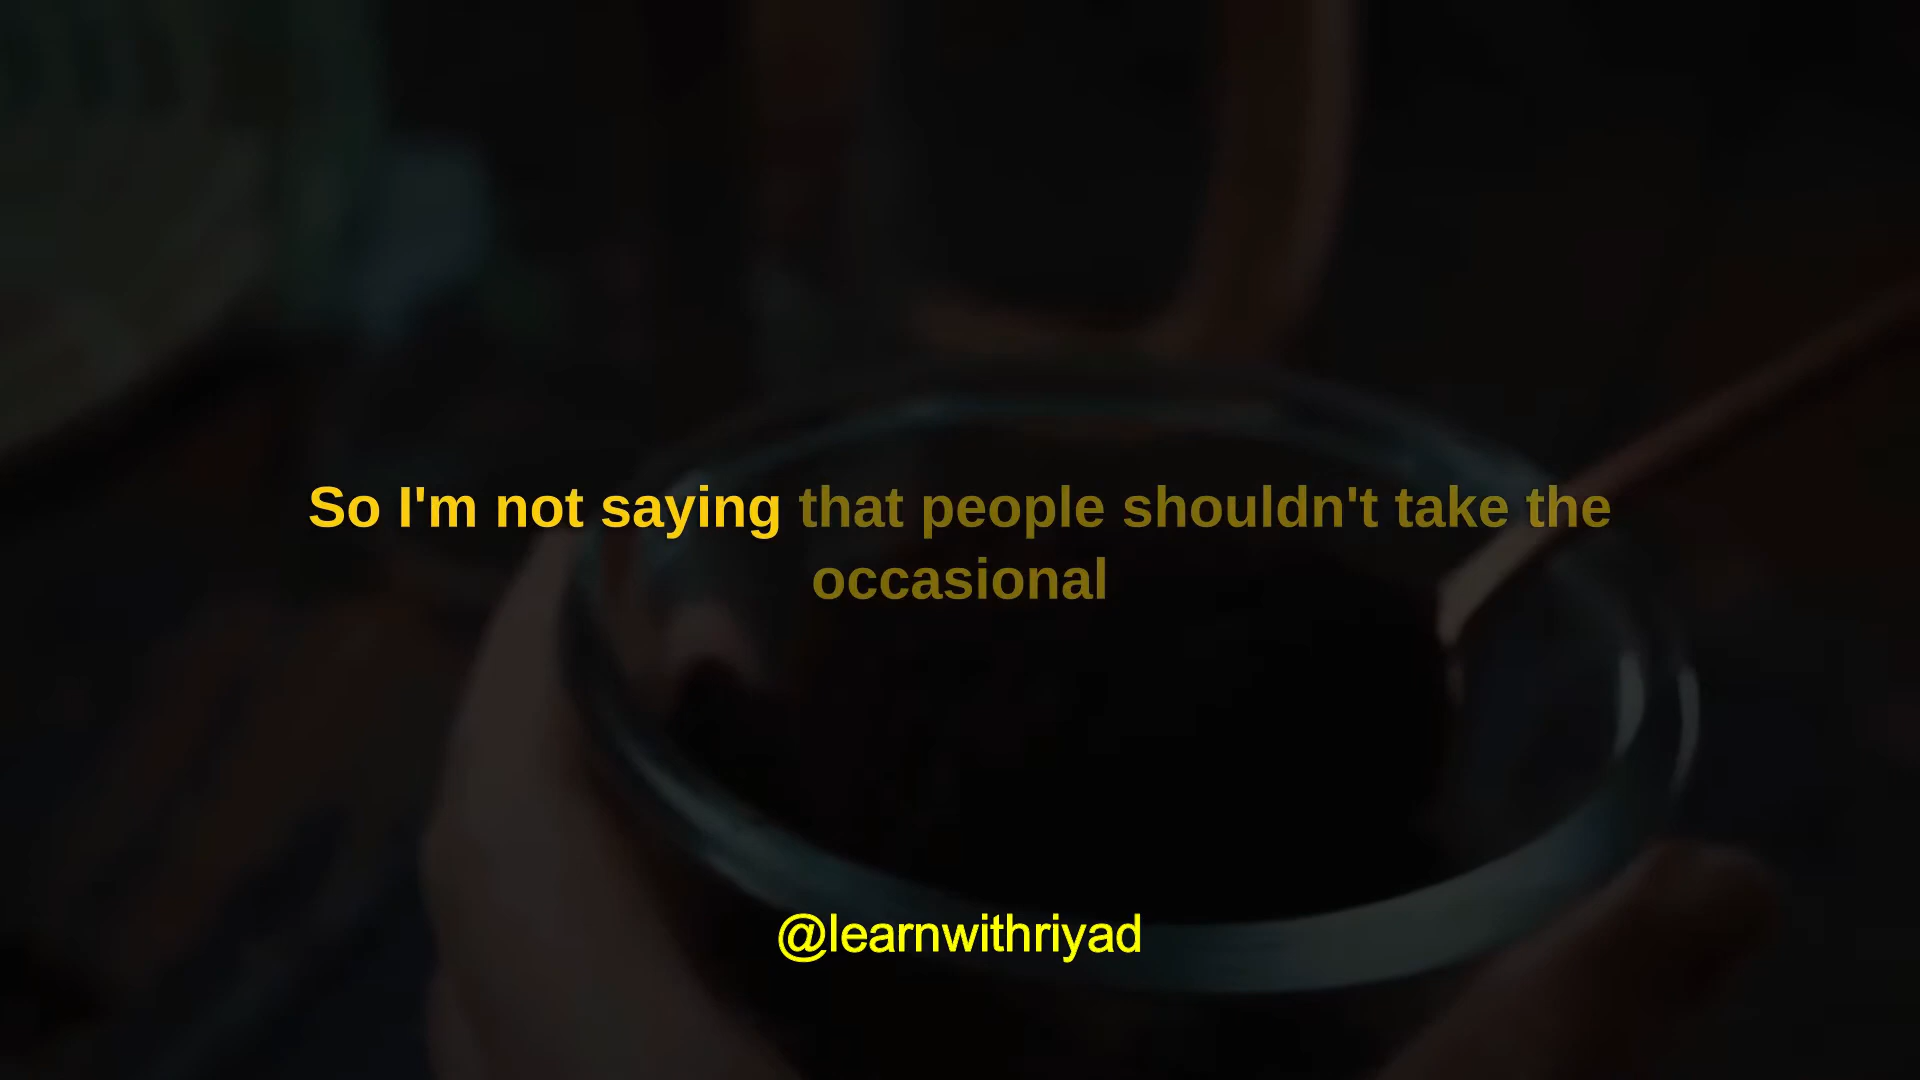 So I'm not saying that people shouldn't take the
occasional
@learnwithriyad